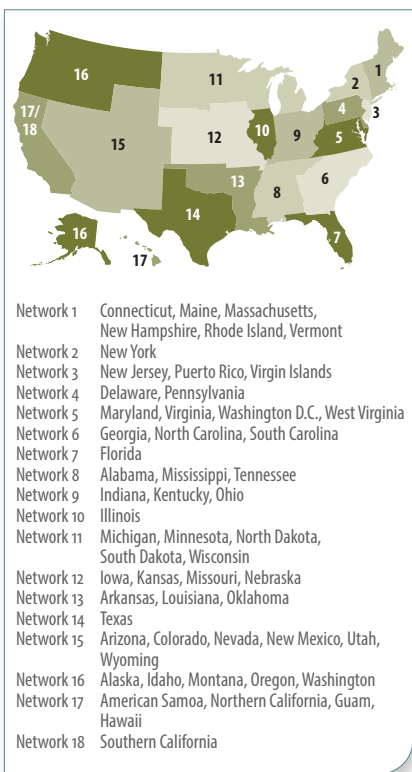 16
11
2
1
17/
18
15
12
10
9
4
3
5
13
8
6
14
16
17
7
Network 1 Connecticut, Maine, Massachusetts,
New Hampshire, Rhode Island, Vermont
Network 2 New York
Network 3 New Jersey, Puerto Rico, Virgin Islands
Network 4 Delaware, Pennsylvania
Network 5 Maryland, Virginia, Washington D.C., West Virginia
Network 6 Georgia, North Carolina, South Carolina
Network 7 Florida
Network 8 Alabama, Mississippi, Tennessee
Network 9 Indiana, Kentucky, Ohio
Network 10 Illinois
Network 11 Michigan, Minnesota, North Dakota,
South Dakota, Wisconsin
Network 12 Iowa, Kansas, Missouri, Nebraska
Network 13 Arkansas, Louisiana, Oklahoma
Network 14 Texas
Network 15 Arizona, Colorado, Nevada, New Mexico, Utah,
Wyoming
Network 16 Alaska, Idaho, Montana, Oregon, Washington
Network 17 American Samoa, Northern California, Guam,
Hawaii
Network 18 Southern California